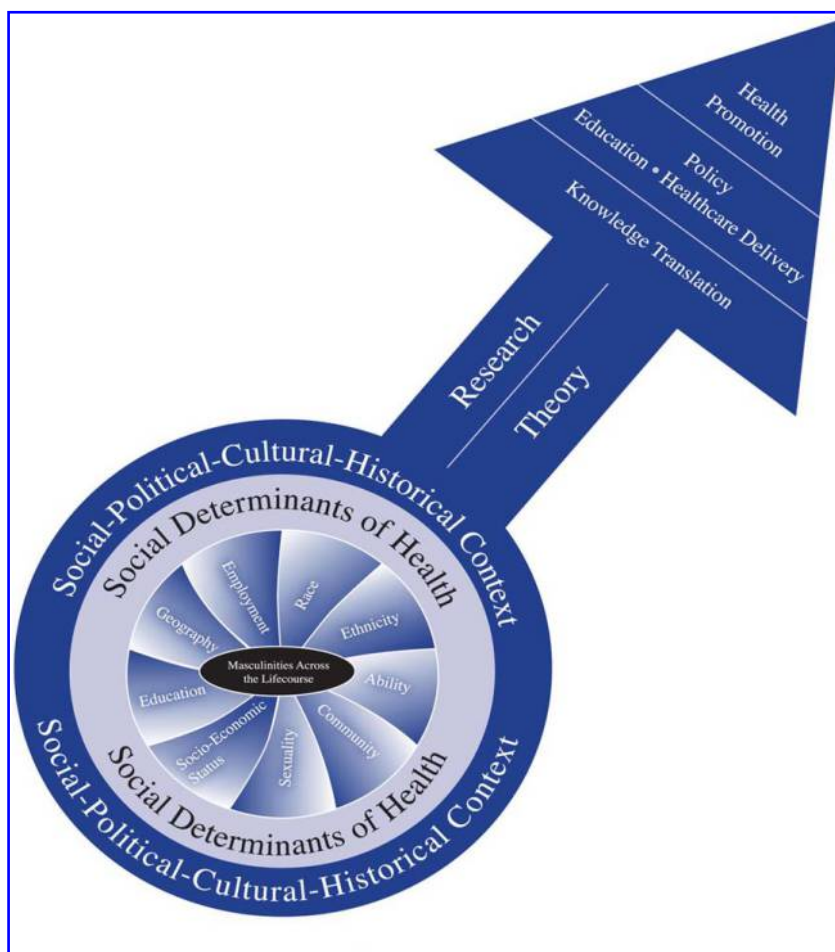 Health
Promotion
Policy
Education • Healthcare Delivery
Knowledge Translation
Research
Theory
Social-Political-Cultural-Historical Context
Social Determinants of Health
Employment
Race
Geography
Ethnicity
Masculinities Across
the Lifecourse
Education
Ability
Socio-Economic
Status
Sexuality
Community
Social Determinants of Health
Social-Political-Cultural-Historical Context